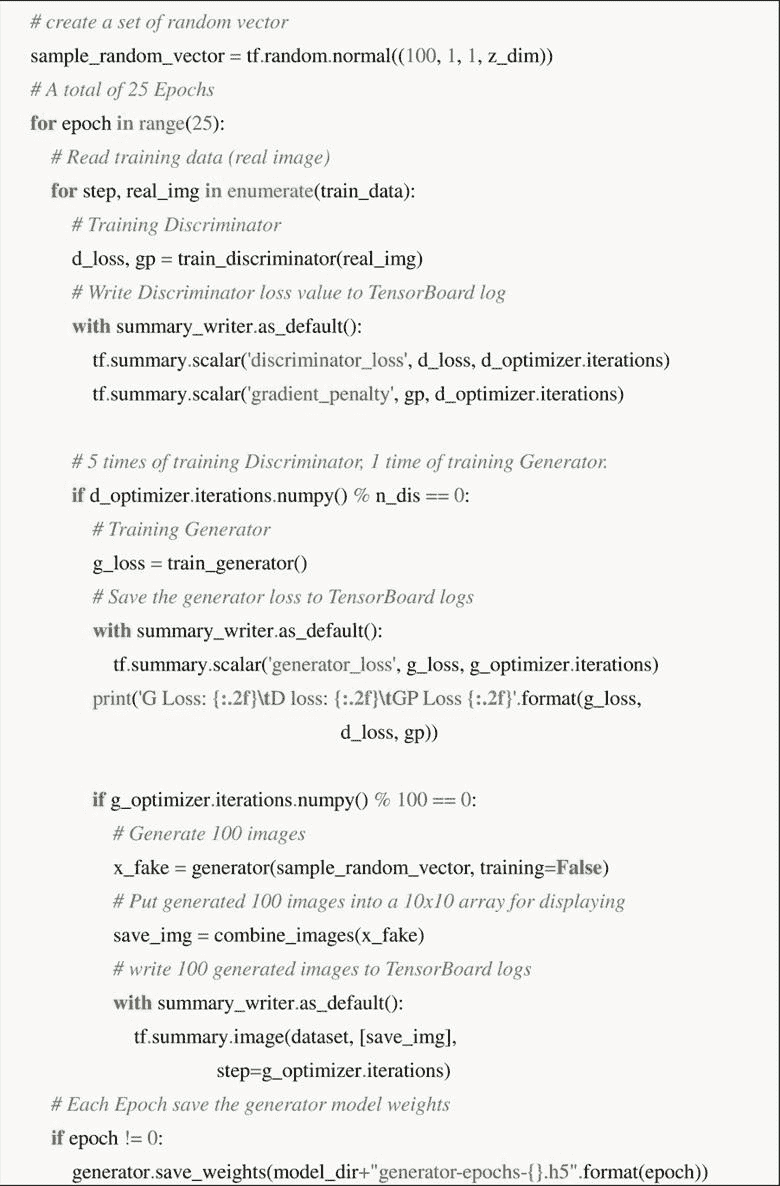 # create a set of random vector
sample_random_vector = tf.random.normal((100, 1, 1, z_dim))
# A total of 25 Epochs
for epoch in range(25):
    # Read training data (real image)
    for step, real_img in enumerate(train_data):
        # Training Discriminator
        d_loss, gp = train_discriminator(real_img)
        # Write Discriminator loss value to TensorBoard log
        with summary_writer.as_default():
            tf.summary.scalar('discriminator_loss', d_loss, d_optimizer.iterations)
            tf.summary.scalar('gradient_penalty', gp, d_optimizer.iterations)

        # 5 times of training Discriminator, 1 time of training Generator.
        if d_optimizer.iterations.numpy() % n_dis == 0:
            # Training Generator
            g_loss = train_generator()
            # Save the generator loss to TensorBoard logs
            with summary_writer.as_default():
                tf.summary.scalar('generator_loss', g_loss, g_optimizer.iterations)
            print('G Loss: {:.2f}\tD loss: {:.2f}\tGP Loss {:.2f}'.format(g_loss,
                                                            d_loss, gp))

            if g_optimizer.iterations.numpy() % 100 == 0:
                # Generate 100 images
                x_fake = generator(sample_random_vector, training=False)
                # Put generated 100 images into a 10x10 array for displaying
                save_img = combine_images(x_fake)
                # write 100 generated images to TensorBoard logs
                with summary_writer.as_default():
                    tf.summary.image(dataset, [save_img],
                                     step=g_optimizer.iterations)
    # Each Epoch save the generator model weights
    if epoch != 0:
        generator.save_weights(model_dir+"generator-epochs-{}.h5".format(epoch))